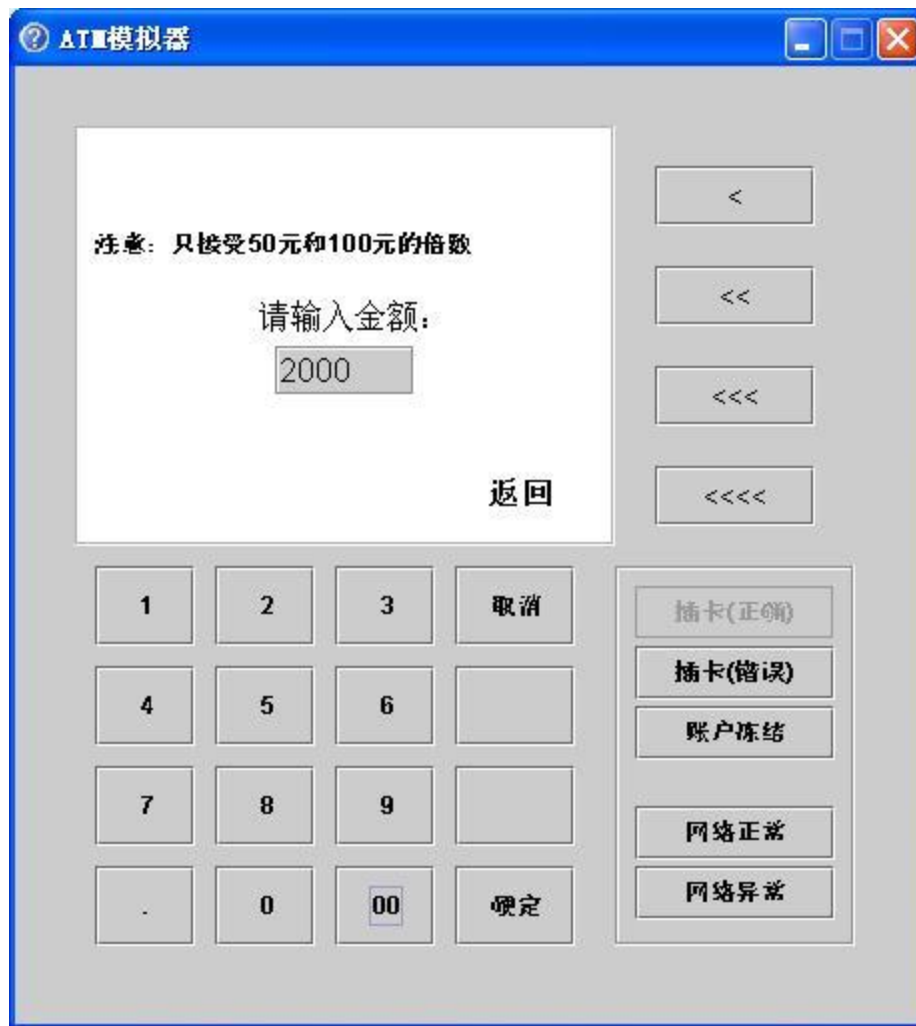 ATM模拟器
注意：只接受50元和100元的倍数
请输入金额：
2000
返回
<
<<
<<<
<<<<
1 2 3 取消
4 5 6
7 8 9
. 0 00 确定
插卡(正确)
插卡(错误)
账户冻结
网络正常
网络异常